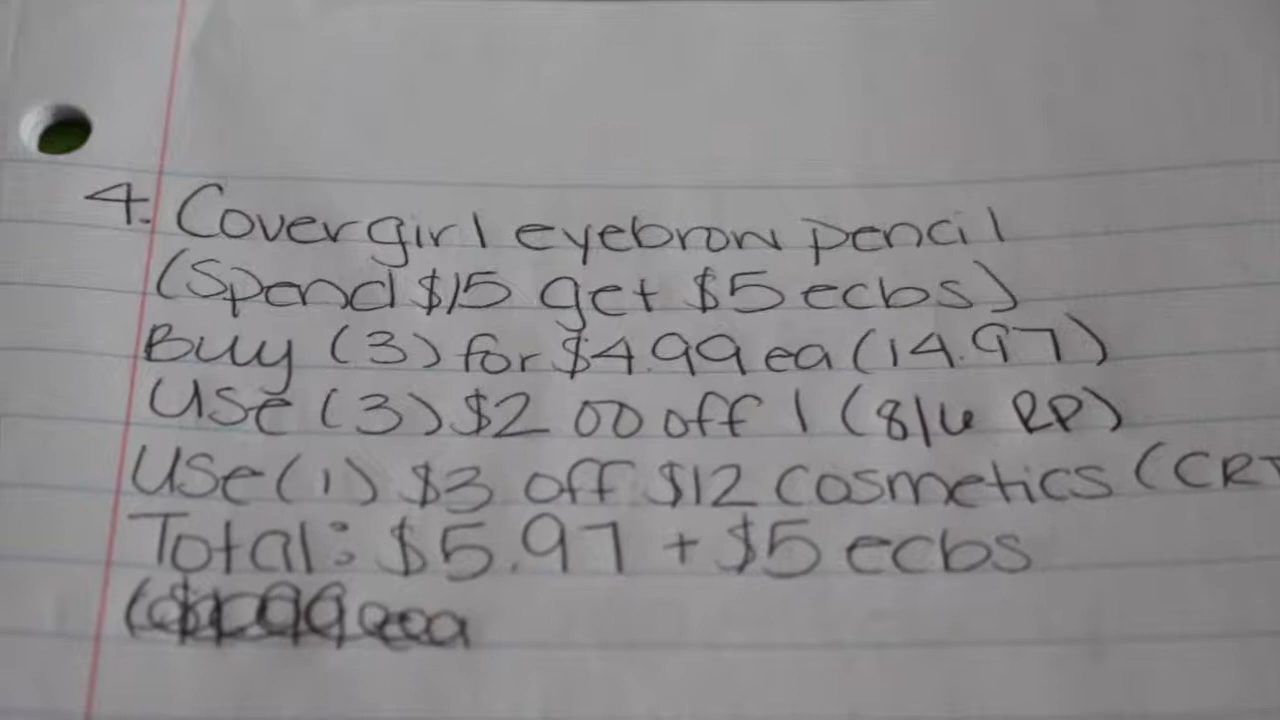 4. Covergirl eyebrow pencil
(Spend $15 get $5 ecbs)
Buy (3) for $4.99 ea (14.97)
Use (3) $2 00 off 1 (8/6 RP)
Use (1) $3 off $12 cosmetics (CRT
Total: $5.97 + $5 ecbs